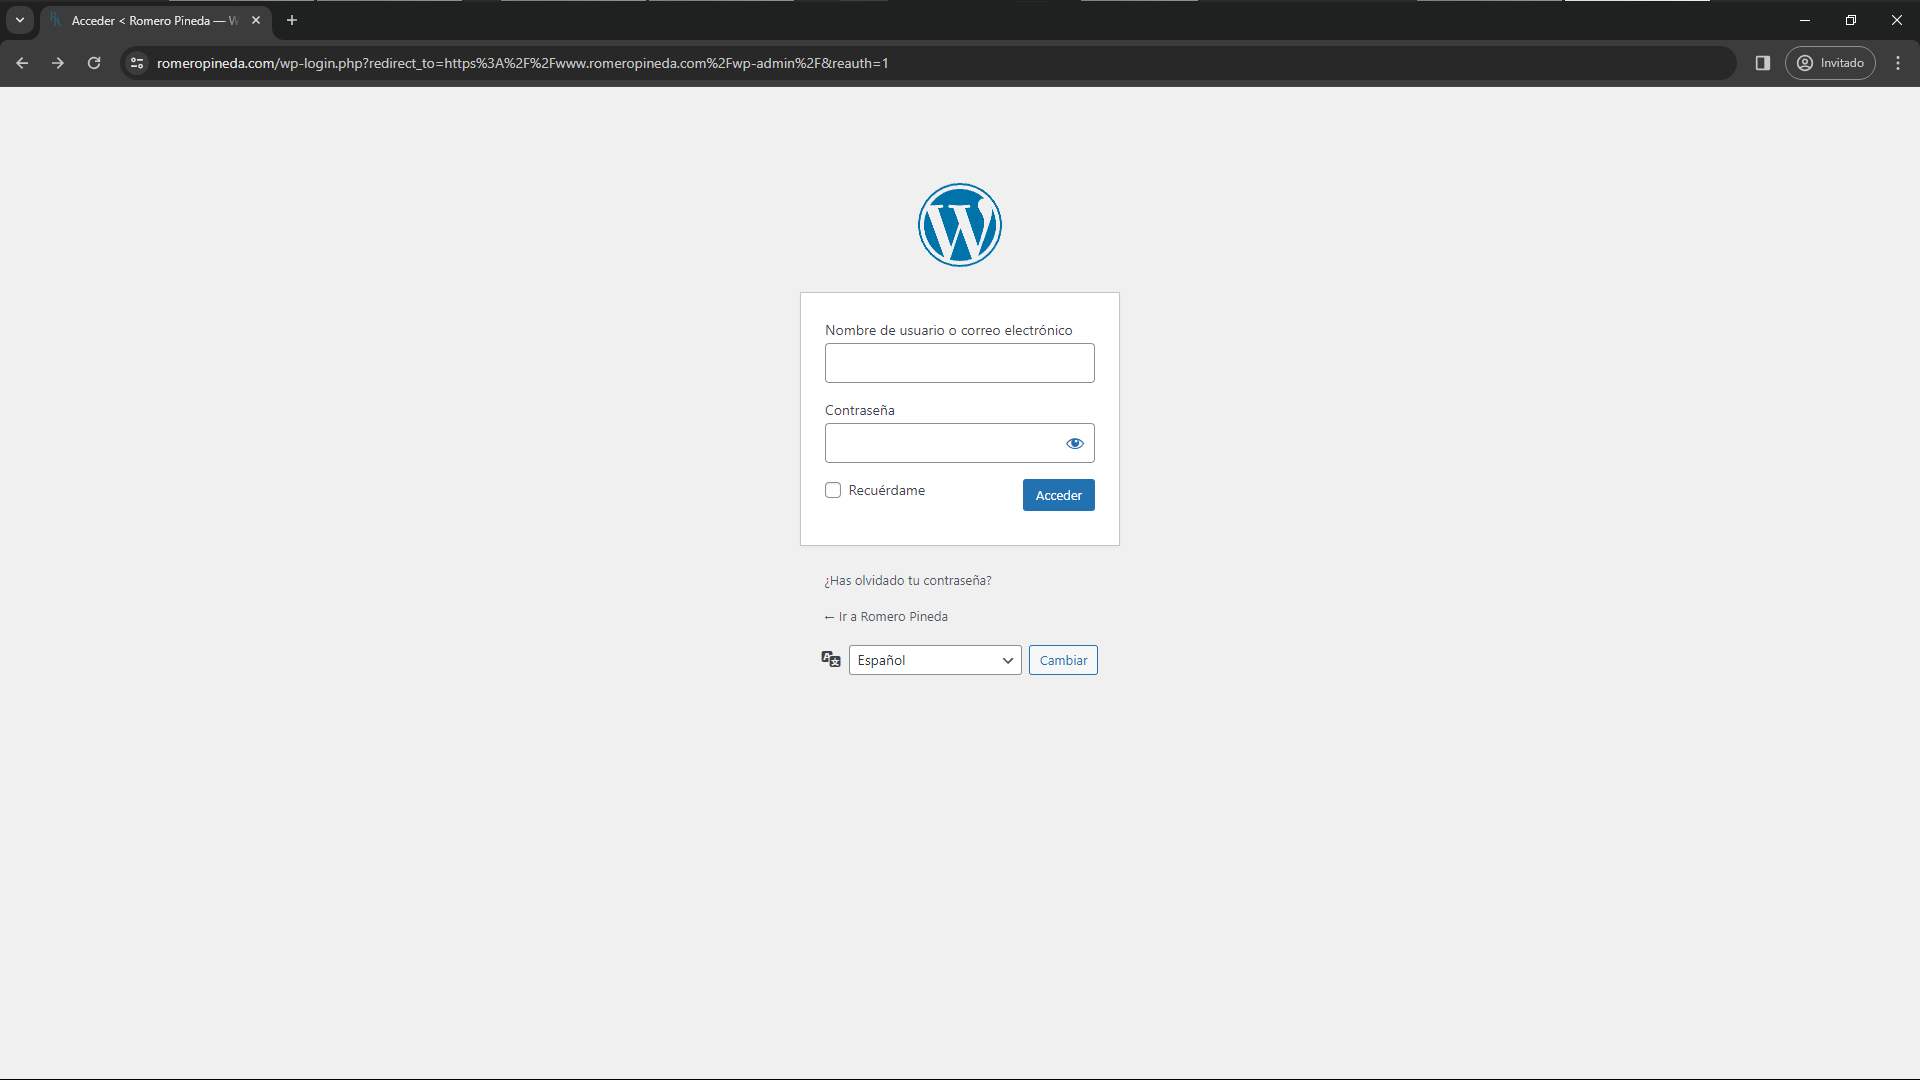 Acceder < Romero Pineda — W
romeropineda.com/wp-login.php?redirect_to=https%3A%2F%2Fwww.romeropineda.com%2Fwp-admin%2F&reauth=1
Invitado
Nombre de usuario o correo electrónico
Contraseña
Recuérdame
Acceder
¿Has olvidado tu contraseña?
← Ir a Romero Pineda
Español
Cambiar